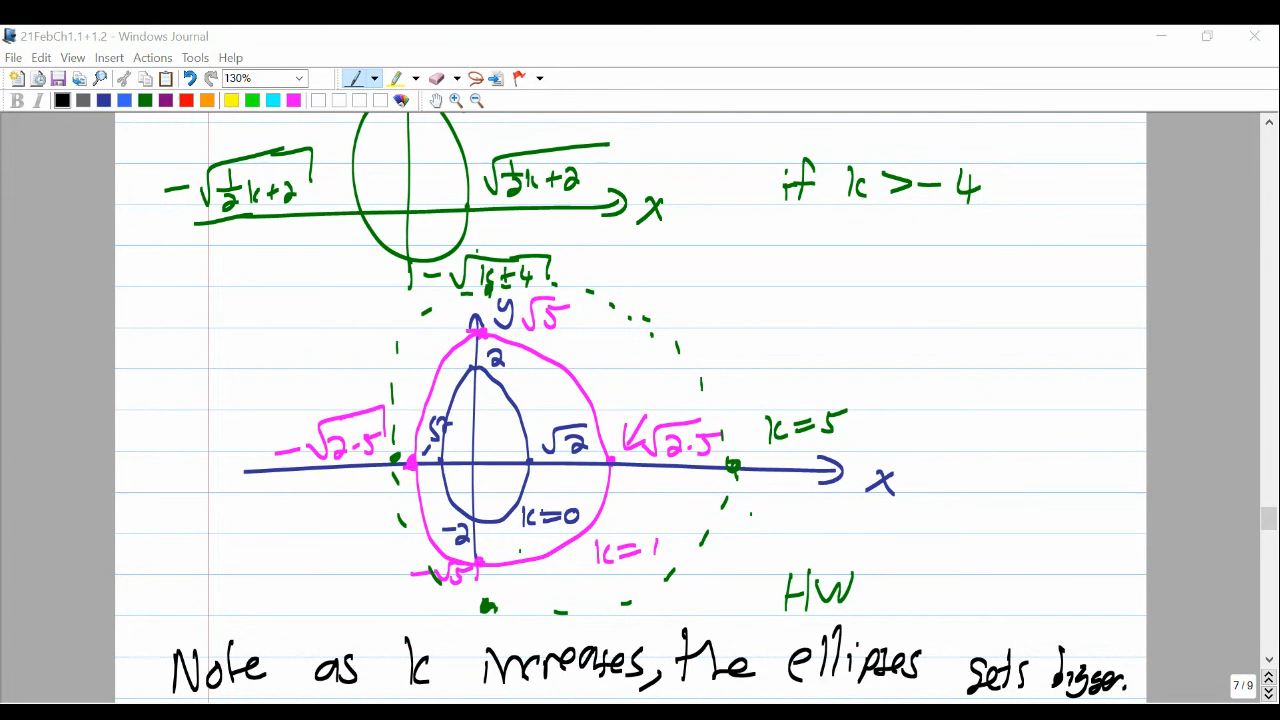 21FebCh1.1+1.2 - Windows Journal
File Edit View Insert Actions Tools Help
130%
B I
-√(½k+2) √(½k+2) if k > -4
x
-√(k+4)
y √5
2
-√2·5 -√2 √2 √2·5 k=5
x
-2 k=0
-√5 k=1
HW
Note as k increases, the ellipses gets bigger.
7 / 9